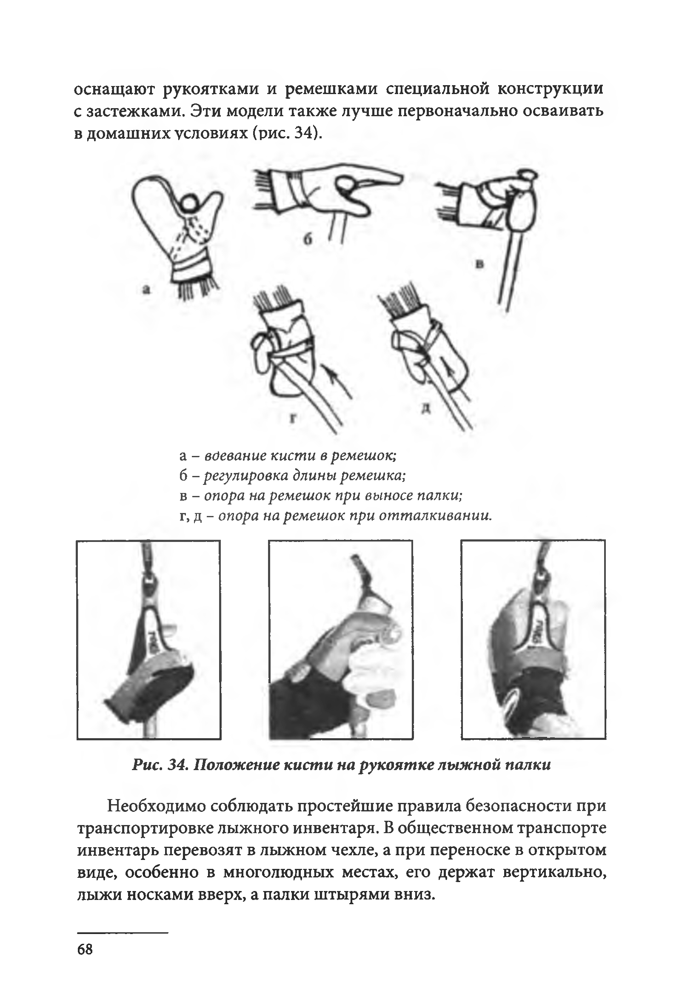 оснащают рукоятками и ремешками специальной конструкции
с застежками. Эти модели также лучше первоначально осваивать
в домашних условиях (рис. 34).
а
б
в
г
д
а – вдевание кисти в ремешок;
б – регулировка длины ремешка;
в – опора на ремешок при выносе палки;
г, д – опора на ремешок при отталкивании.
Рис. 34. Положение кисти на рукоятке лыжной палки
Необходимо соблюдать простейшие правила безопасности при
транспортировке лыжного инвентаря. В общественном транспорте
инвентарь перевозят в лыжном чехле, а при переноске в открытом
виде, особенно в многолюдных местах, его держат вертикально,
лыжи носками вверх, а палки штырями вниз.
68